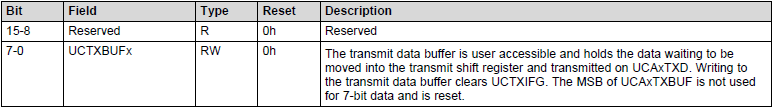 Bit Field Type Reset Description
15-8 Reserved R 0h Reserved
7-0 UCTXBUFx RW 0h The transmit data buffer is user accessible and holds the data waiting to be
moved into the transmit shift register and transmitted on UCAxTXD. Writing to
the transmit data buffer clears UCTXIFG. The MSB of UCAxTXBUF is not used
for 7-bit data and is reset.